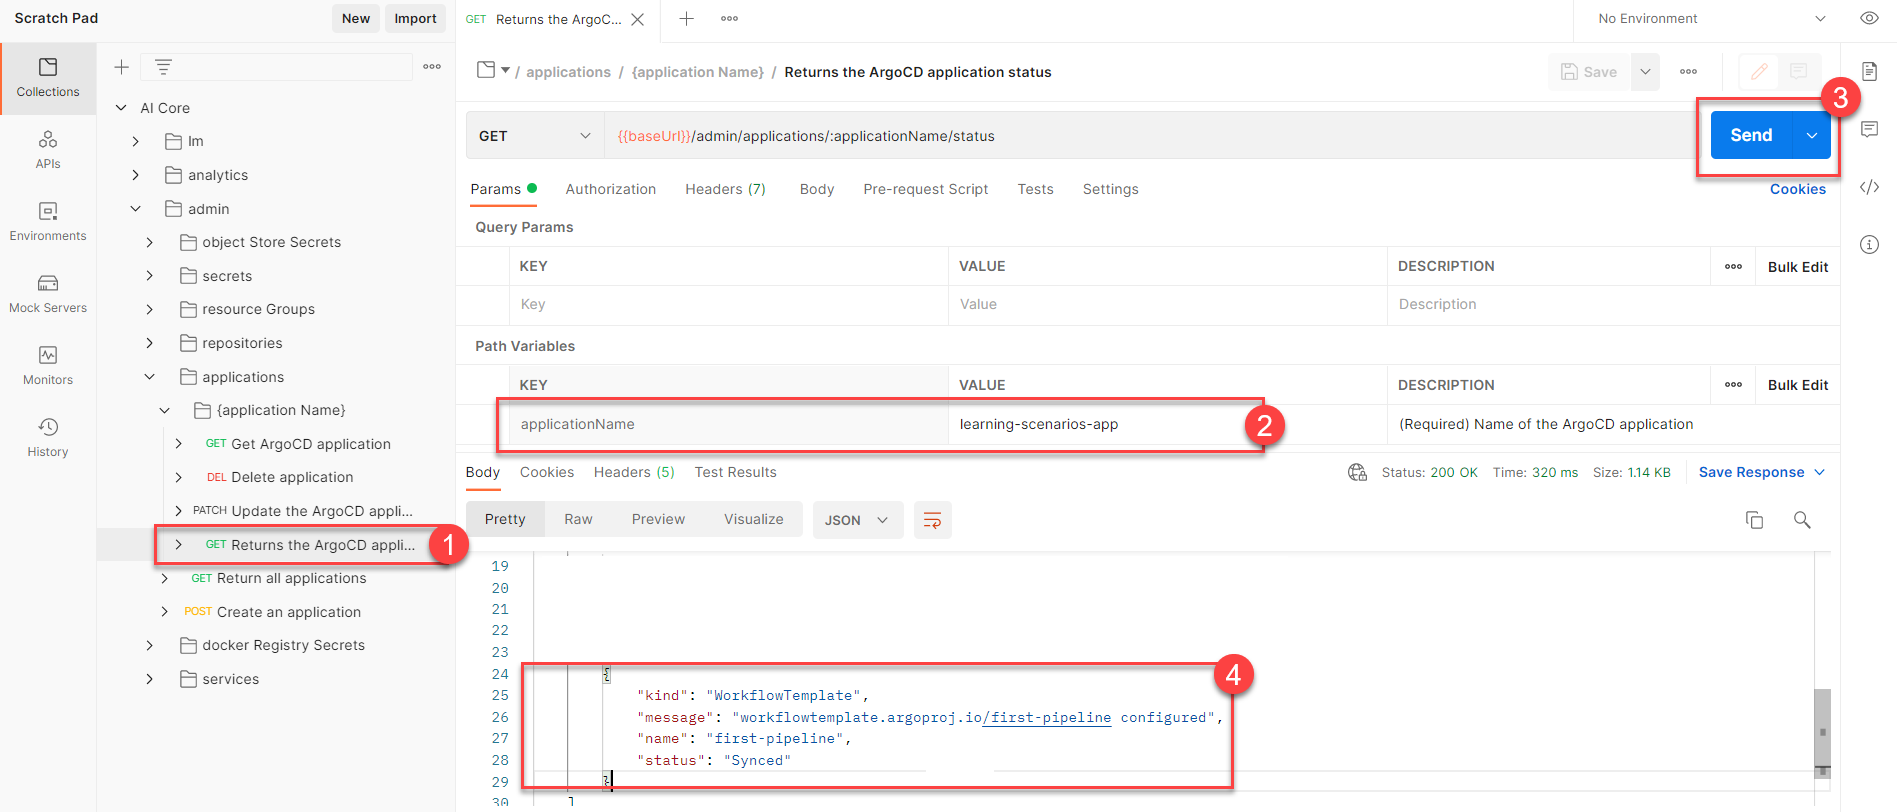 Scratch Pad
New
Import
GET Returns the ArgoC...
No Environment
Collections
APIs
Environments
Mock Servers
Monitors
History
AI Core
lm
analytics
admin
object Store Secrets
secrets
resource Groups
repositories
applications
{application Name}
GET Get ArgoCD application
DEL Delete application
PATCH Update the ArgoCD appli...
GET Returns the ArgoCD appli...
1
GET Return all applications
POST Create an application
docker Registry Secrets
services
/ applications / {application Name} / Returns the ArgoCD application status
Save
3
GET
{{baseUrl}}/admin/applications/:applicationName/status
Send
Params
Authorization
Headers (7)
Body
Pre-request Script
Tests
Settings
Cookies
Query Params
KEY VALUE DESCRIPTION Bulk Edit
Key Value Description
Path Variables
KEY VALUE DESCRIPTION Bulk Edit
applicationName learning-scenarios-app (Required) Name of the ArgoCD application
2
Body Cookies Headers (5) Test Results
Status: 200 OK Time: 320 ms Size: 1.14 KB Save Response
Pretty Raw Preview Visualize JSON
19
20
21
22
23
24 {
25 "kind": "WorkflowTemplate",
26 "message": "workflowtemplate.argoproj.io/first-pipeline configured",
27 "name": "first-pipeline",
28 "status": "Synced"
29 }
30 ]
4